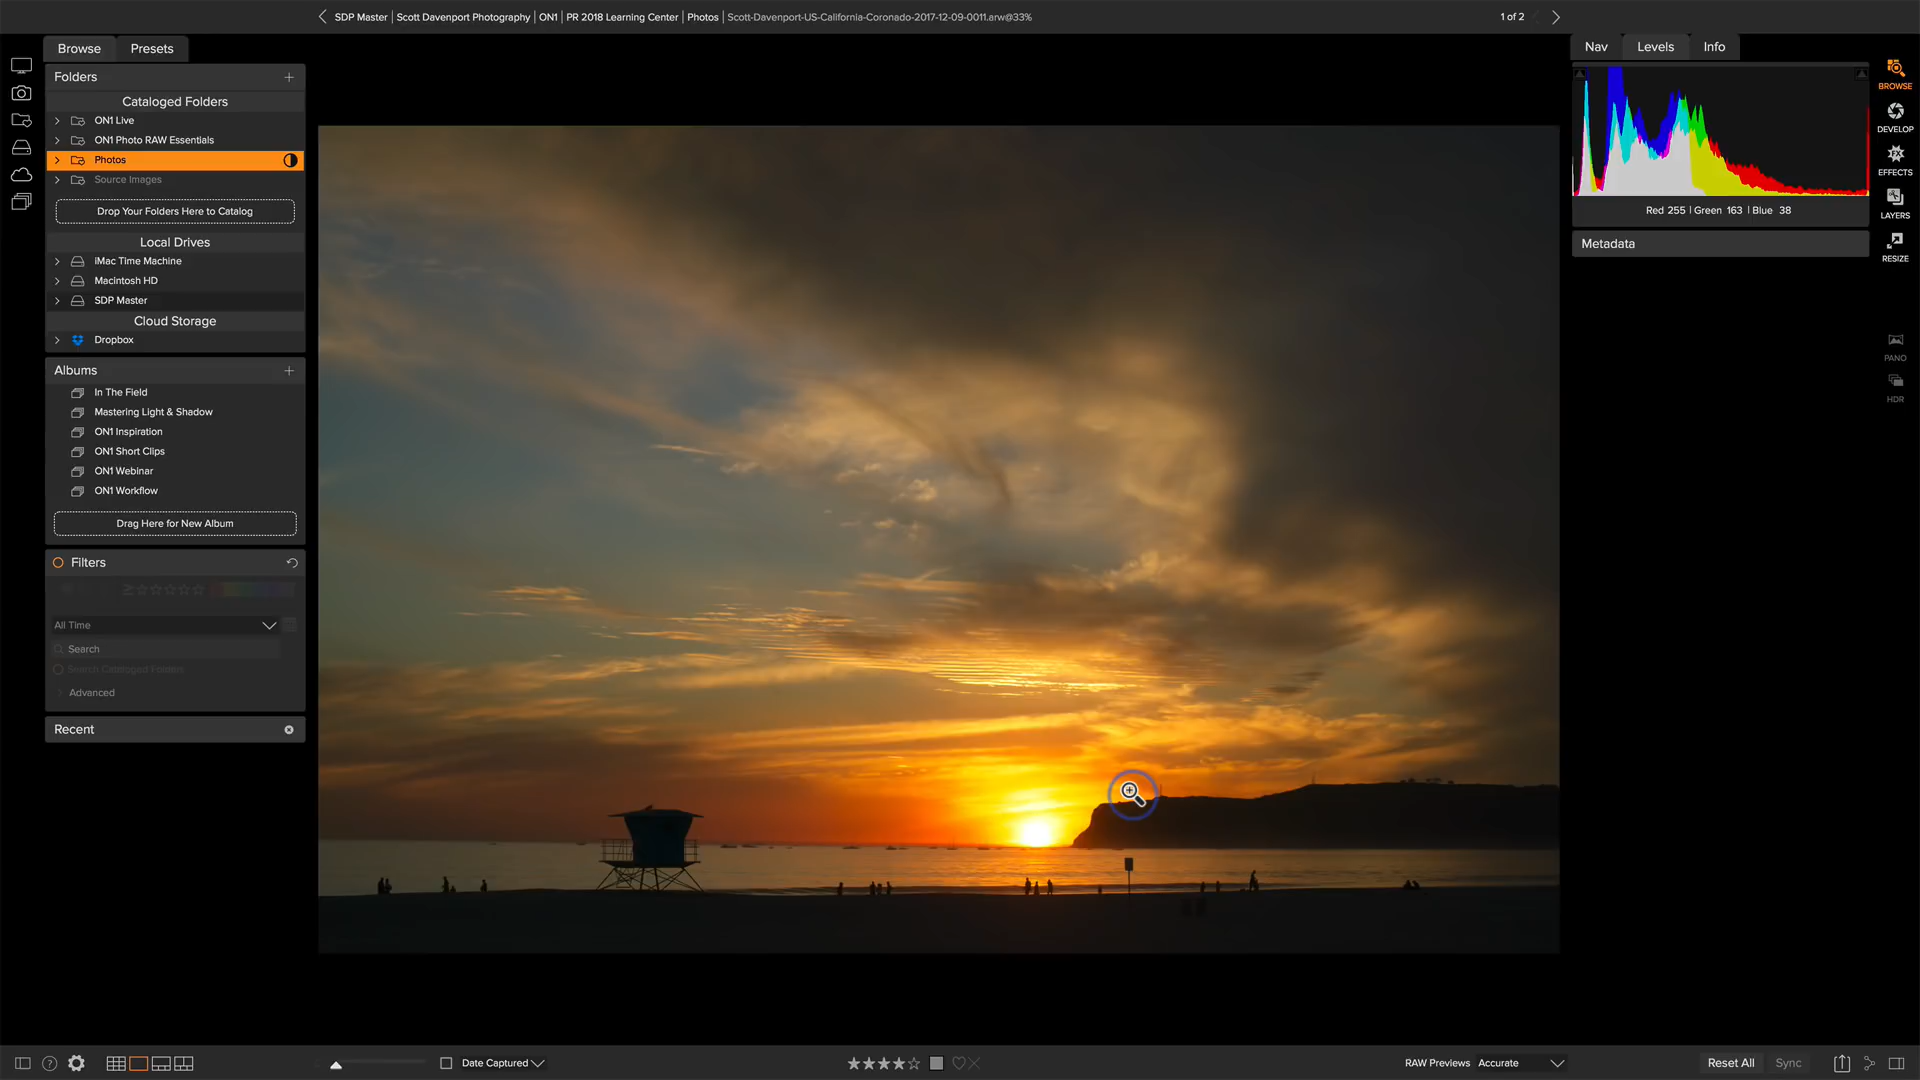 SDP Master | Scott Davenport Photography | ON1 | PR 2018 Learning Center | Photos | Scott-Davenport-US-California-Coronado-2017-12-09-0011.arw@33%
1 of 2
Browse
Presets
Nav
Levels
Info
Folders
Cataloged Folders
ON1 Live
ON1 Photo RAW Essentials
Photos
Source Images
Drop Your Folders Here to Catalog
Local Drives
iMac Time Machine
Macintosh HD
SDP Master
Cloud Storage
Dropbox
Albums
In The Field
Mastering Light & Shadow
ON1 Inspiration
ON1 Short Clips
ON1 Webinar
ON1 Workflow
Drag Here for New Album
Filters
All Time
Search
Search Cataloged Folders
Advanced
Recent
Red 255 | Green 163 | Blue 38
Metadata
BROWSE
DEVELOP
EFFECTS
LAYERS
RESIZE
PANO
HDR
Date Captured
RAW Previews Accurate
Reset All
Sync